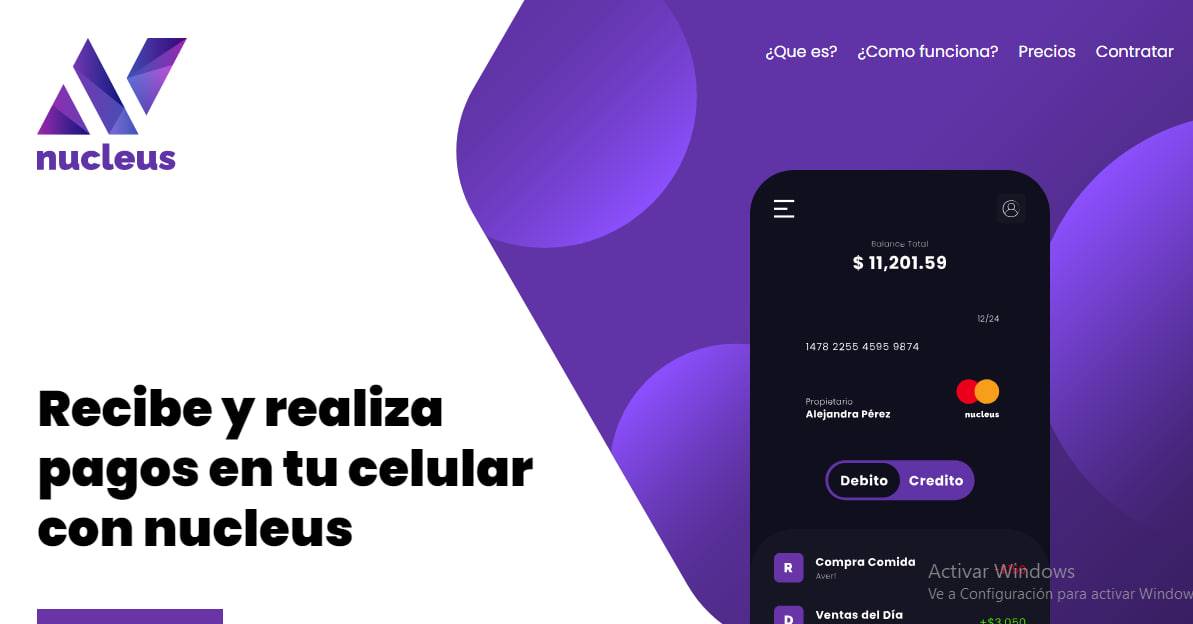 nucleus
¿Que es? ¿Como funciona? Precios Contratar
Recibe y realiza
pagos en tu celular
con nucleus
Balance Total
$ 11,201.59
12/24
1478 2255 4595 9874
Propietario
Alejandra Pérez
nucleus
Debito Credito
R Compra Comida
Ayer!
D Ventas del Día
+$3,050
Activar Windows
Ve a Configuración para activar Window